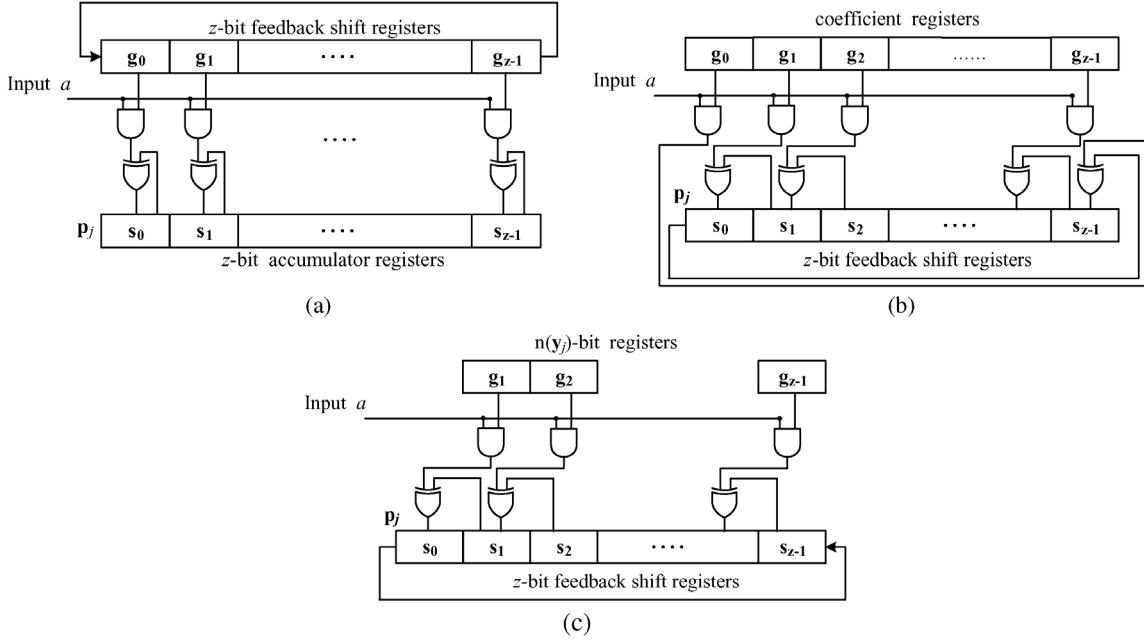 z-bit feedback shift registers
g0 g1 .... gz-1
Input a
....
pj s0 s1 .... sz-1
z-bit accumulator registers
(a)
coefficient registers
g0 g1 g2 ...... gz-1
Input a
pj
s0 s1 s2 .... sz-1
z-bit feedback shift registers
(b)
n(yj)-bit registers
g1 g2 gz-1
Input a
pj
s0 s1 s2 .... sz-1
z-bit feedback shift registers
(c)